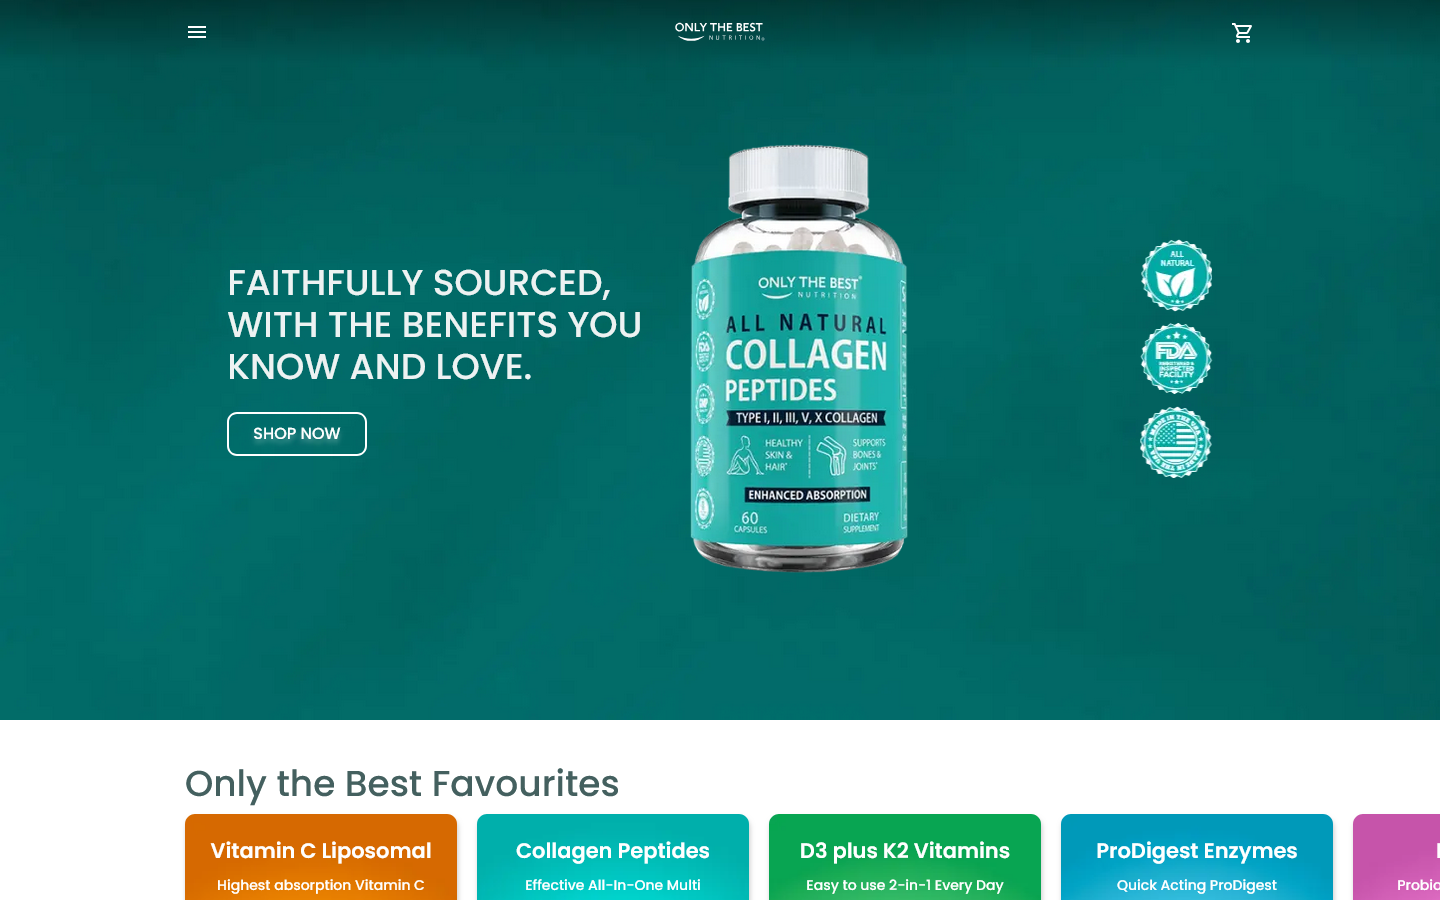 ONLY THE BEST
NUTRITION
FAITHFULLY SOURCED,
WITH THE BENEFITS YOU
KNOW AND LOVE.
SHOP NOW
ONLY THE BEST
NUTRITION
ALL NATURAL
COLLAGEN
PEPTIDES
TYPE I, II, III, V, X COLLAGEN
HEALTHY
SKIN &
HAIR*
SUPPORTS
BONES &
JOINTS*
ENHANCED ABSORPTION
60
CAPSULES
DIETARY
SUPPLEMENT
ALL
NATURAL
FDA
REGISTERED &
INSPECTED
FACILITY
MADE IN THE USA
MADE IN THE USA
Only the Best Favourites
Vitamin C Liposomal
Highest absorption Vitamin C
Collagen Peptides
Effective All-In-One Multi
D3 plus K2 Vitamins
Easy to use 2-in-1 Every Day
ProDigest Enzymes
Quick Acting ProDigest